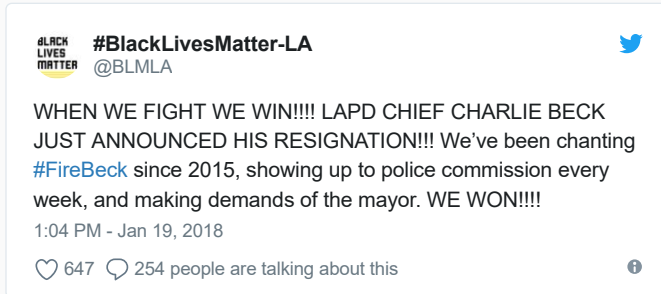 BLACK
LIVES
MATTER
#BlackLivesMatter-LA
@BLMLA
WHEN WE FIGHT WE WIN!!!! LAPD CHIEF CHARLIE BECK
JUST ANNOUNCED HIS RESIGNATION!!! We’ve been chanting
#FireBeck since 2015, showing up to police commission every
week, and making demands of the mayor. WE WON!!!!
1:04 PM - Jan 19, 2018
647 254 people are talking about this